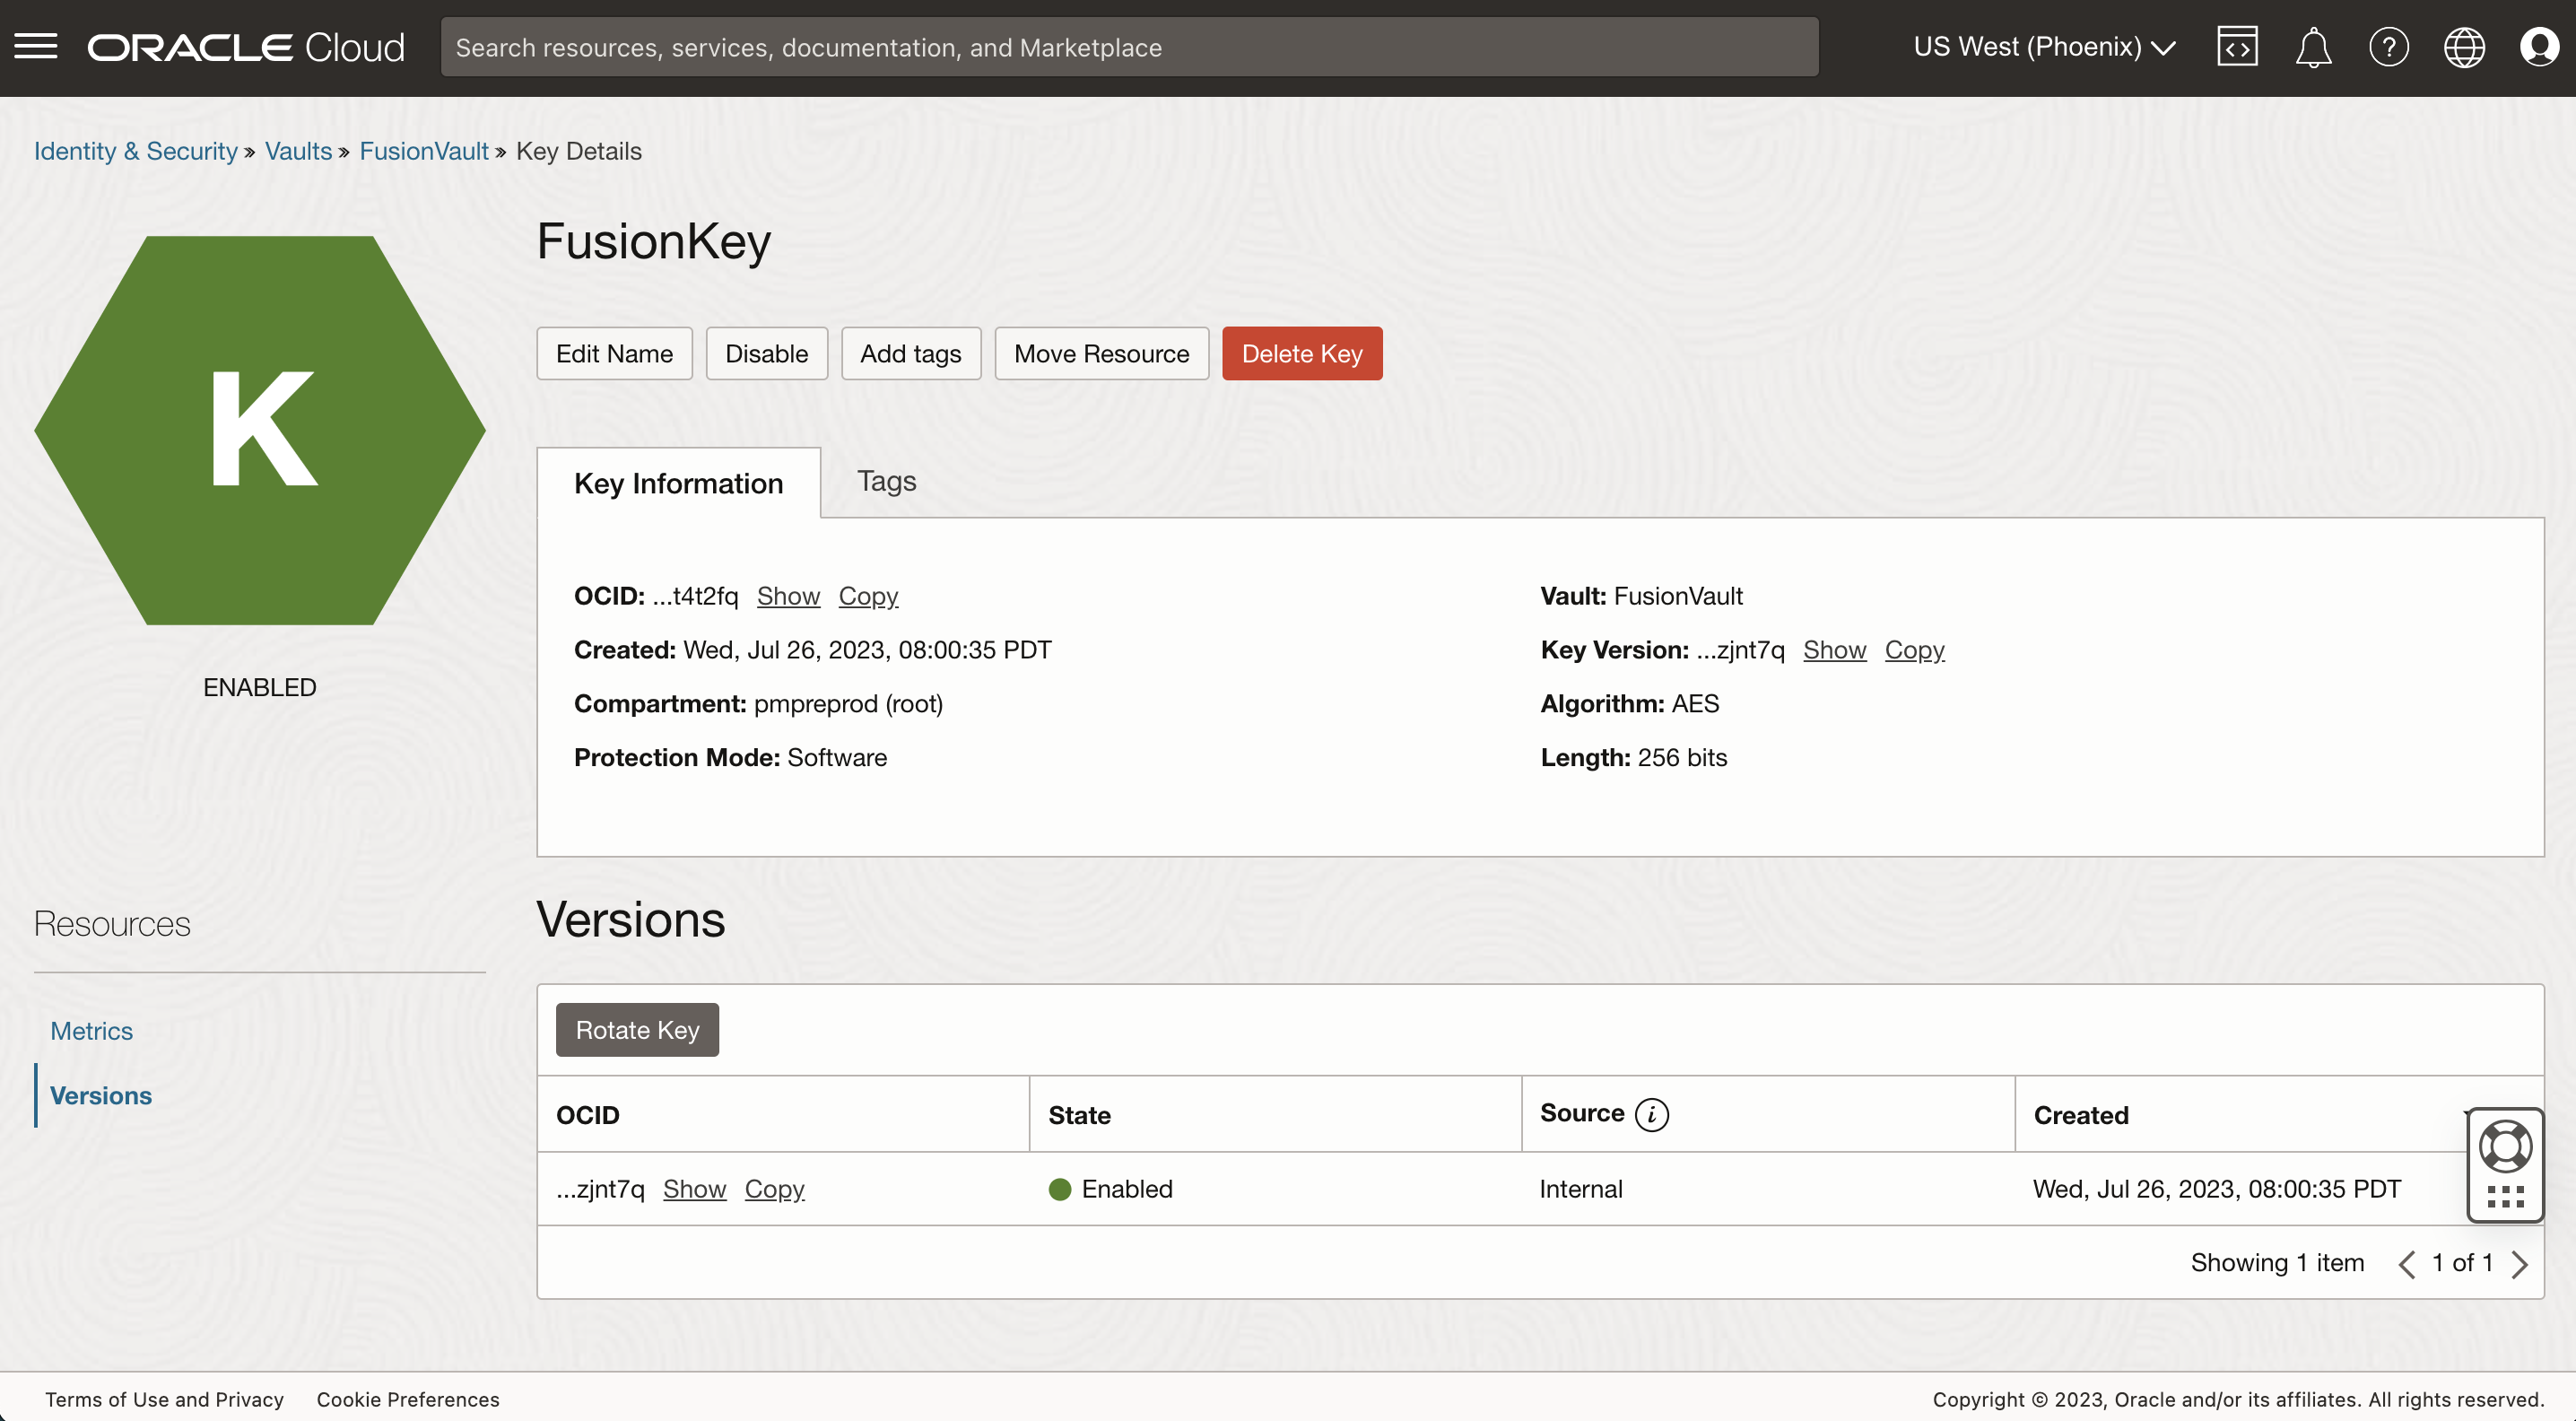 ORACLE Cloud
Search resources, services, documentation, and Marketplace
US West (Phoenix)
Identity & Security » Vaults » FusionVault » Key Details
K
ENABLED
FusionKey
Edit Name Disable Add tags Move Resource Delete Key
Key Information Tags
OCID: ...t4t2fq Show Copy
Created: Wed, Jul 26, 2023, 08:00:35 PDT
Compartment: pmpreprod (root)
Protection Mode: Software
Vault: FusionVault
Key Version: ...zjnt7q Show Copy
Algorithm: AES
Length: 256 bits
Resources
Metrics
Versions
Versions
Rotate Key
OCID State Source i Created
...zjnt7q Show Copy Enabled Internal Wed, Jul 26, 2023, 08:00:35 PDT
Showing 1 item 1 of 1
Terms of Use and Privacy Cookie Preferences
Copyright © 2023, Oracle and/or its affiliates. All rights reserved.